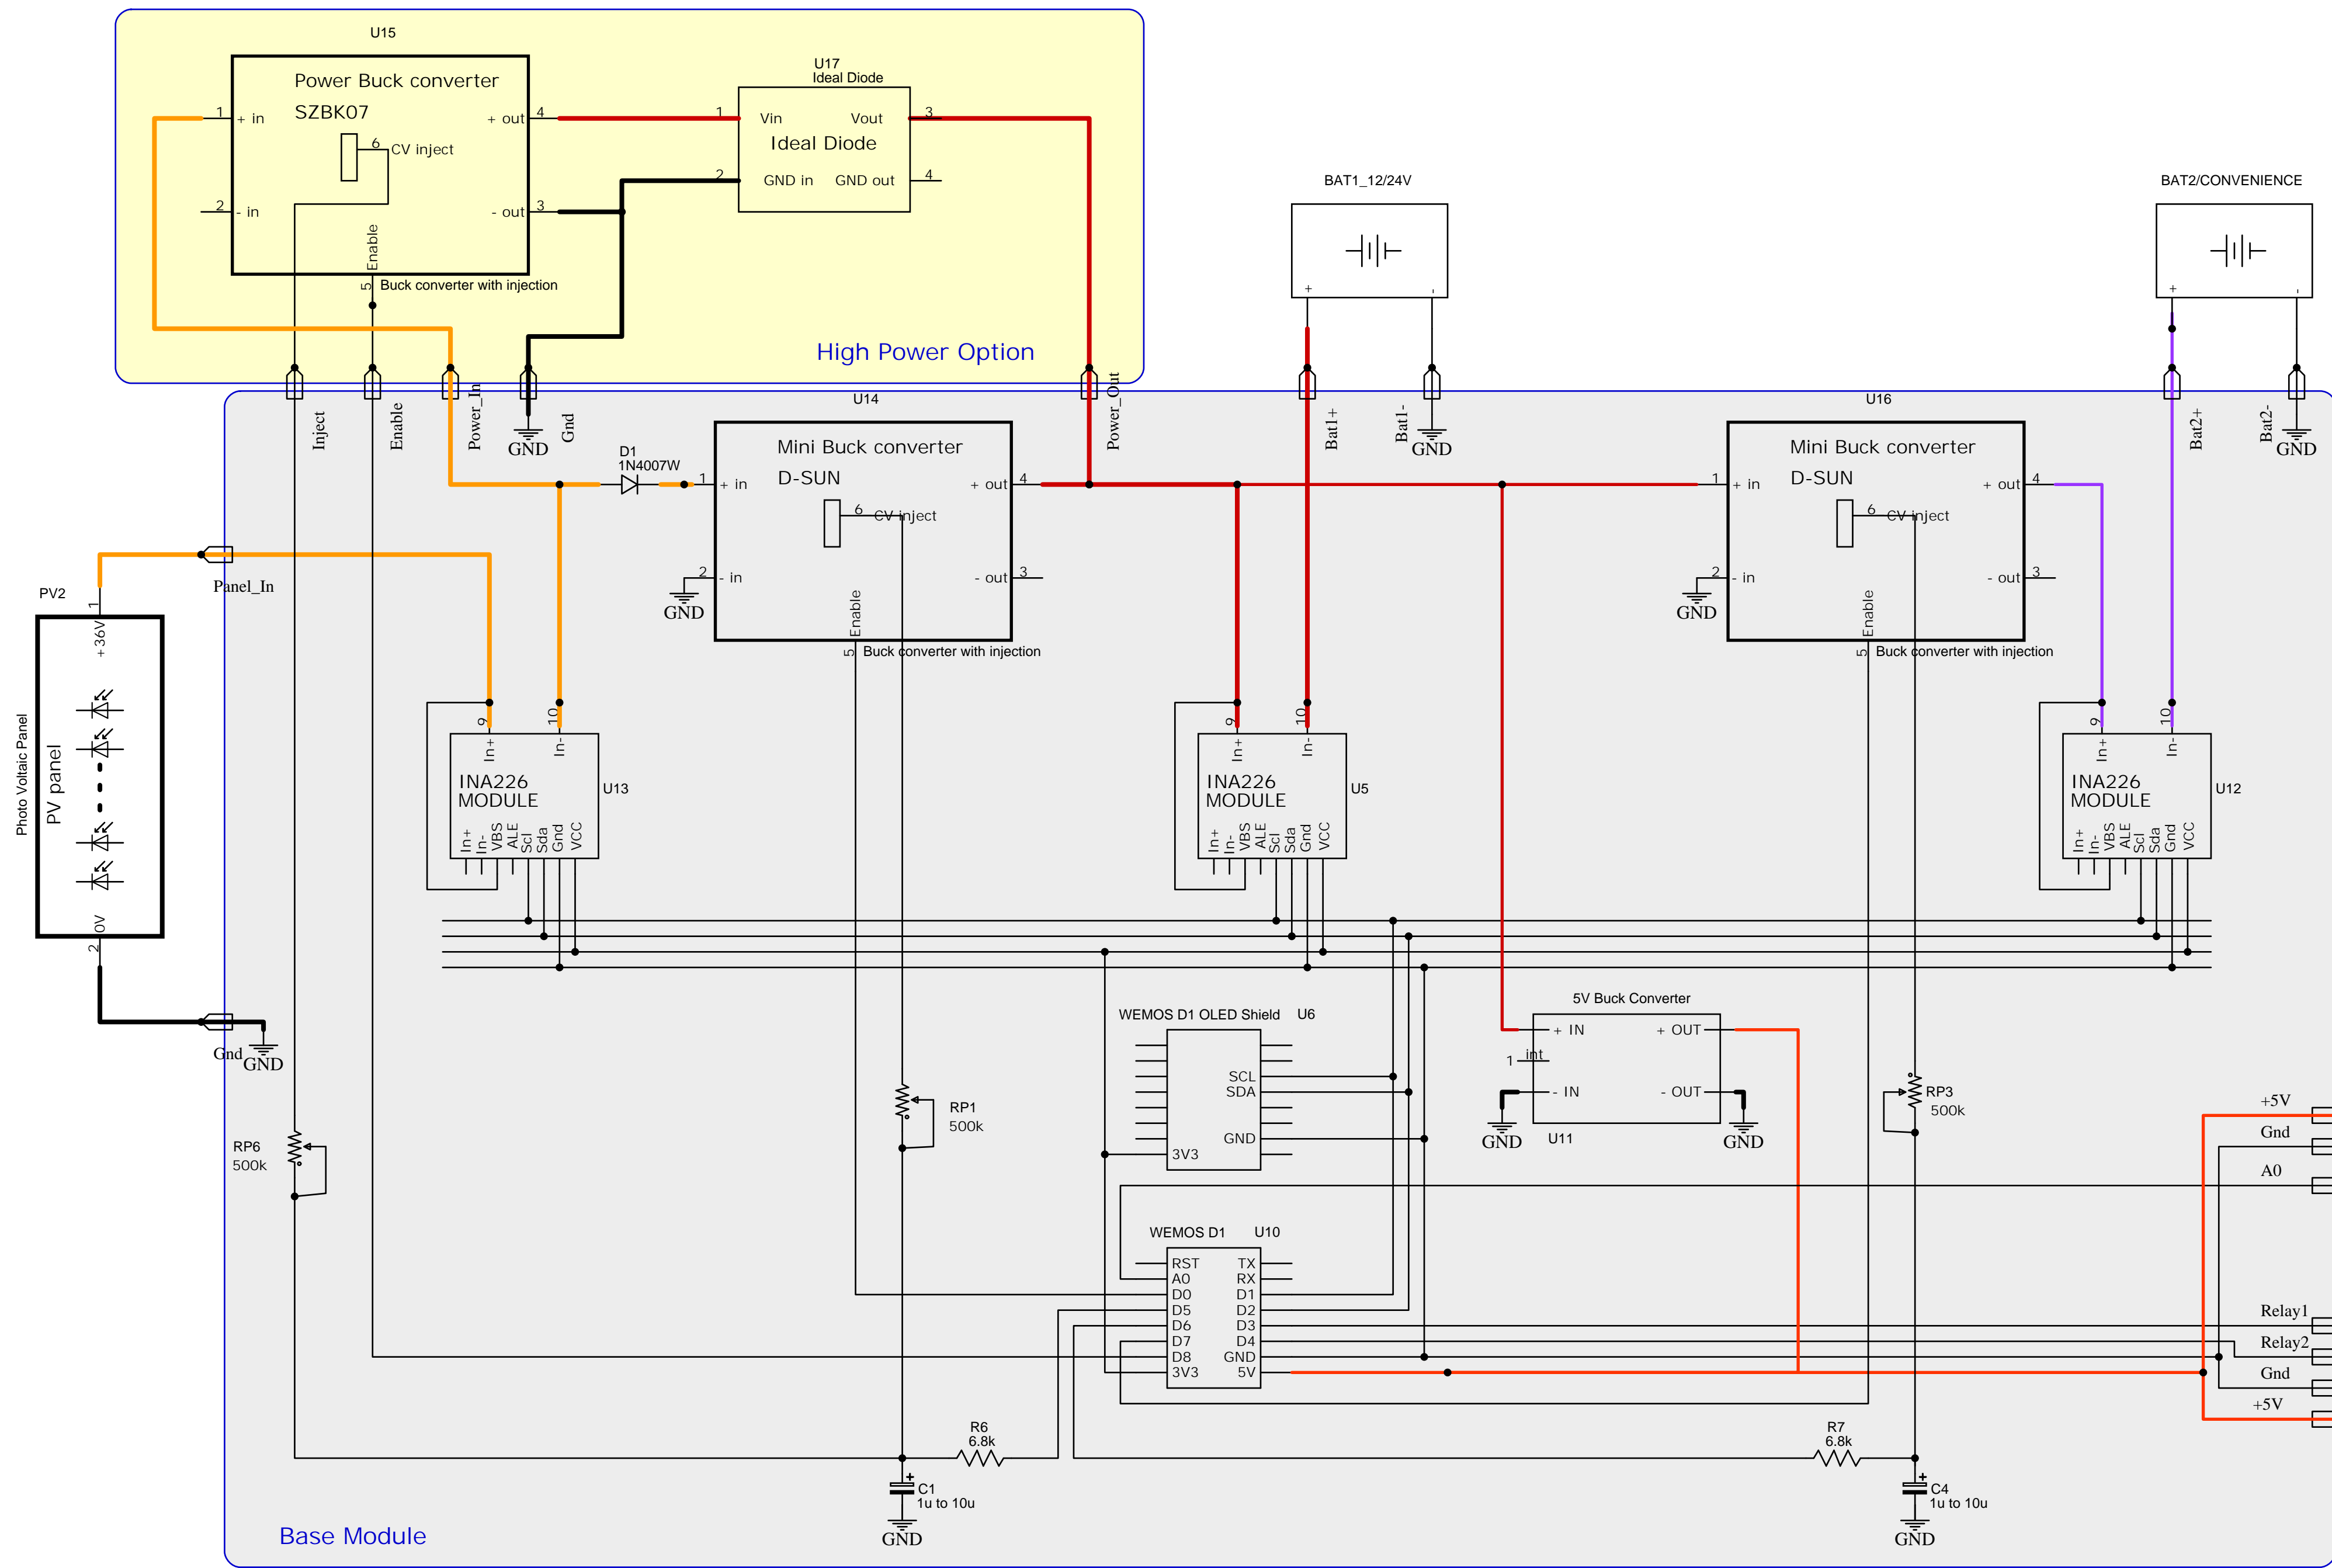 U15
Power Buck converter
SZBK07
1
+ in
+ out
4
6
CV inject
2
- in
- out
3
Enable
5
Buck converter with injection
U17
Ideal Diode
1
Vin
Vout
3
Ideal Diode
2
GND in
GND out
4
High Power Option
BAT1_12/24V
+
-
BAT2/CONVENIENCE
+
-
Inject
Enable
Power_In
Gnd
GND
Power_Out
Bat1+
Bat1-
GND
Bat2+
Bat2-
GND
D1
1N4007W
U14
Mini Buck converter
D-SUN
1
+ in
+ out
4
6
CV inject
2
- in
- out
3
GND
Enable
5
Buck converter with injection
U16
Mini Buck converter
D-SUN
1
+ in
+ out
4
6
CV inject
2
- in
- out
3
GND
Enable
5
Buck converter with injection
Panel_In
PV2
1
+36V
Photo Voltaic Panel
PV panel
0V
2
Gnd
GND
9
10
In+
In-
INA226
MODULE
U13
In+
In-
VBS
ALE
Scl
Sda
Gnd
VCC
9
10
In+
In-
INA226
MODULE
U5
In+
In-
VBS
ALE
Scl
Sda
Gnd
VCC
9
10
In+
In-
INA226
MODULE
U12
In+
In-
VBS
ALE
Scl
Sda
Gnd
VCC
WEMOS D1 OLED Shield
U6
SCL
SDA
GND
3V3
5V Buck Converter
+ IN
+ OUT
1
int
- IN
- OUT
GND
U11
GND
RP6
500k
RP1
500k
RP3
500k
+5V
Gnd
A0
WEMOS D1
U10
RST
TX
A0
RX
D0
D1
D5
D2
D6
D3
D7
D4
D8
GND
3V3
5V
Relay1
Relay2
Gnd
+5V
R6
6.8k
R7
6.8k
+
C1
1u to 10u
GND
+
C4
1u to 10u
GND
Base Module